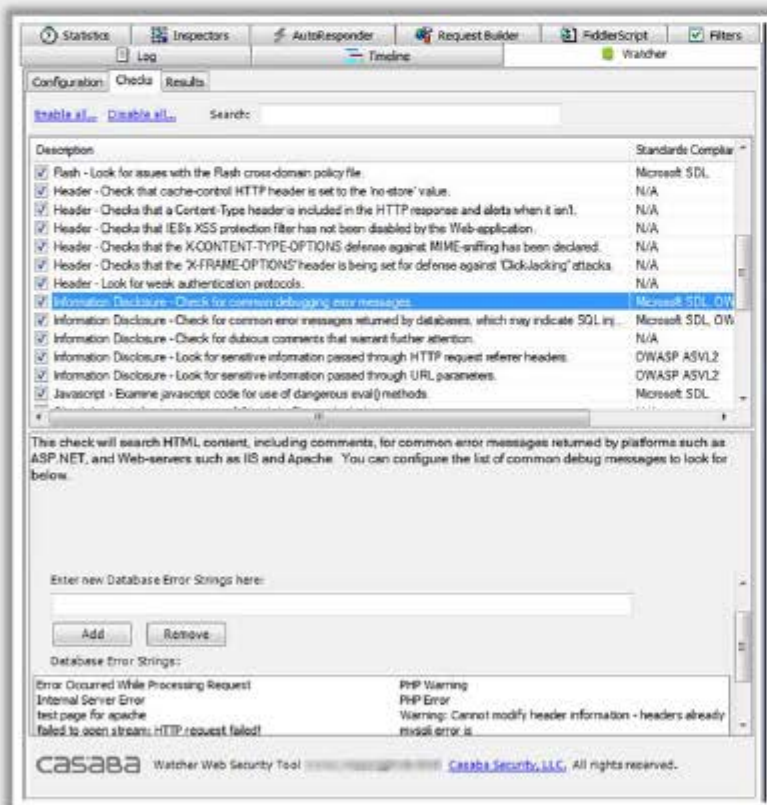 Statistics Inspectors AutoResponder Request Builder FiddlerScript Filters
Log Timeline Watcher
Configuration Checks Results
Enable all... Disable all... Search:
Description Standards Complian
Flash - Look for issues with the Flash cross-domain policy file. Microsoft SDL
Header - Check that cache-control HTTP header is set to the 'no-store' value. N/A
Header - Checks that a Content-Type header is included in the HTTP response and alerts when it isn't. N/A
Header - Checks that IE8's XSS protection filter has not been disabled by the Web-application. N/A
Header - Checks that the X-CONTENT-TYPE-OPTIONS defense against MIME-sniffing has been declared. N/A
Header - Checks that the 'X-FRAME-OPTIONS' header is being set for defense against 'ClickJacking' attacks. N/A
Header - Look for weak authentication protocols. N/A
Information Disclosure - Check for common debugging error messages. Microsoft SDL, OW
Information Disclosure - Check for common error messages returned by databases, which may indicate SQL inj... Microsoft SDL, OW
Information Disclosure - Check for dubious comments that warrant further attention. N/A
Information Disclosure - Look for sensitive information passed through HTTP request referrer headers. OWASP ASVL2
Information Disclosure - Look for sensitive information passed through URL parameters. OWASP ASVL2
Javascript - Examine javascript code for use of dangerous eval() methods. Microsoft SDL
This check will search HTML content, including comments, for common error messages returned by platforms such as
ASP.NET, and Web-servers such as IIS and Apache. You can configure the list of common debug messages to look for
below.
Enter new Database Error Strings here:
Add Remove
Database Error Strings:
Error Occurred While Processing Request PHP Warning
Internal Server Error PHP Error
test page for apache Warning: Cannot modify header information - headers already
failed to open stream: HTTP request failed! mysqli error is
casaba Watcher Web Security Tool Casaba Security, LLC. All rights reserved.